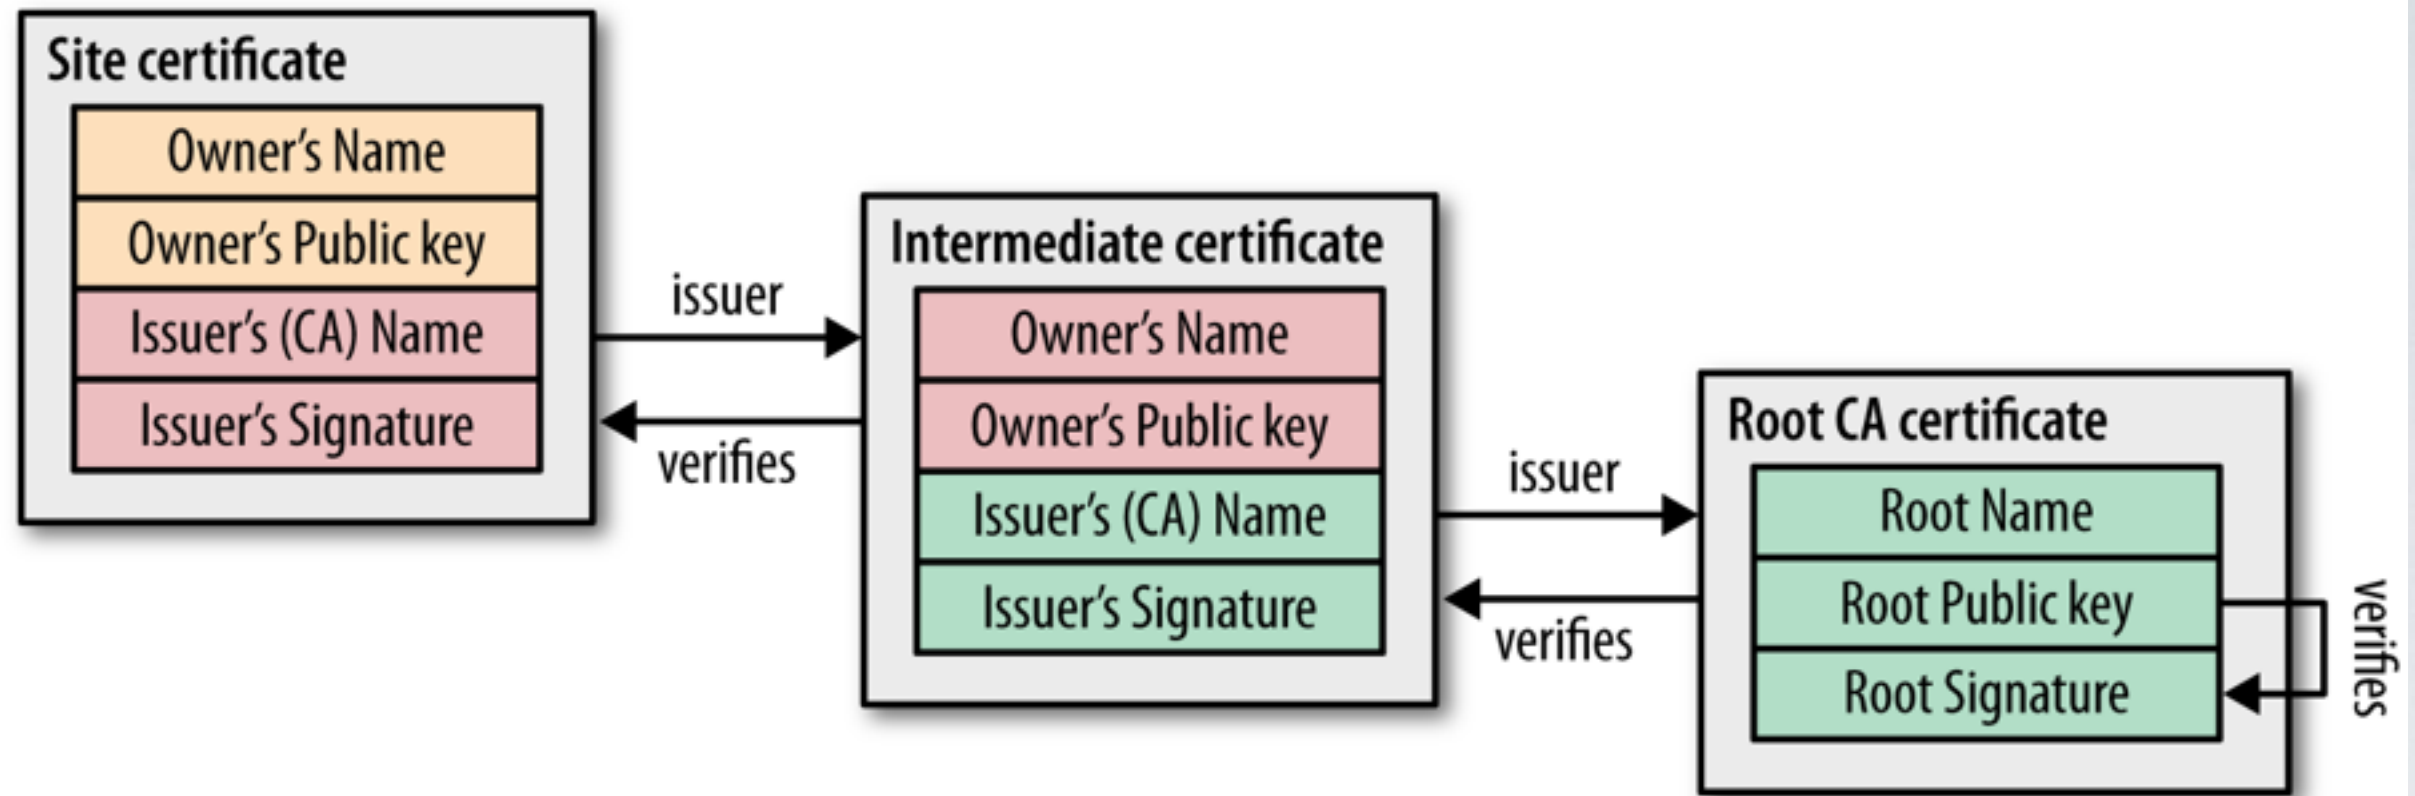 Site certificate
Owner’s Name
Owner’s Public key
Issuer’s (CA) Name
Issuer’s Signature
issuer
verifies
Intermediate certificate
Owner’s Name
Owner’s Public key
Issuer’s (CA) Name
Issuer’s Signature
issuer
verifies
Root CA certificate
Root Name
Root Public key
Root Signature
verifies